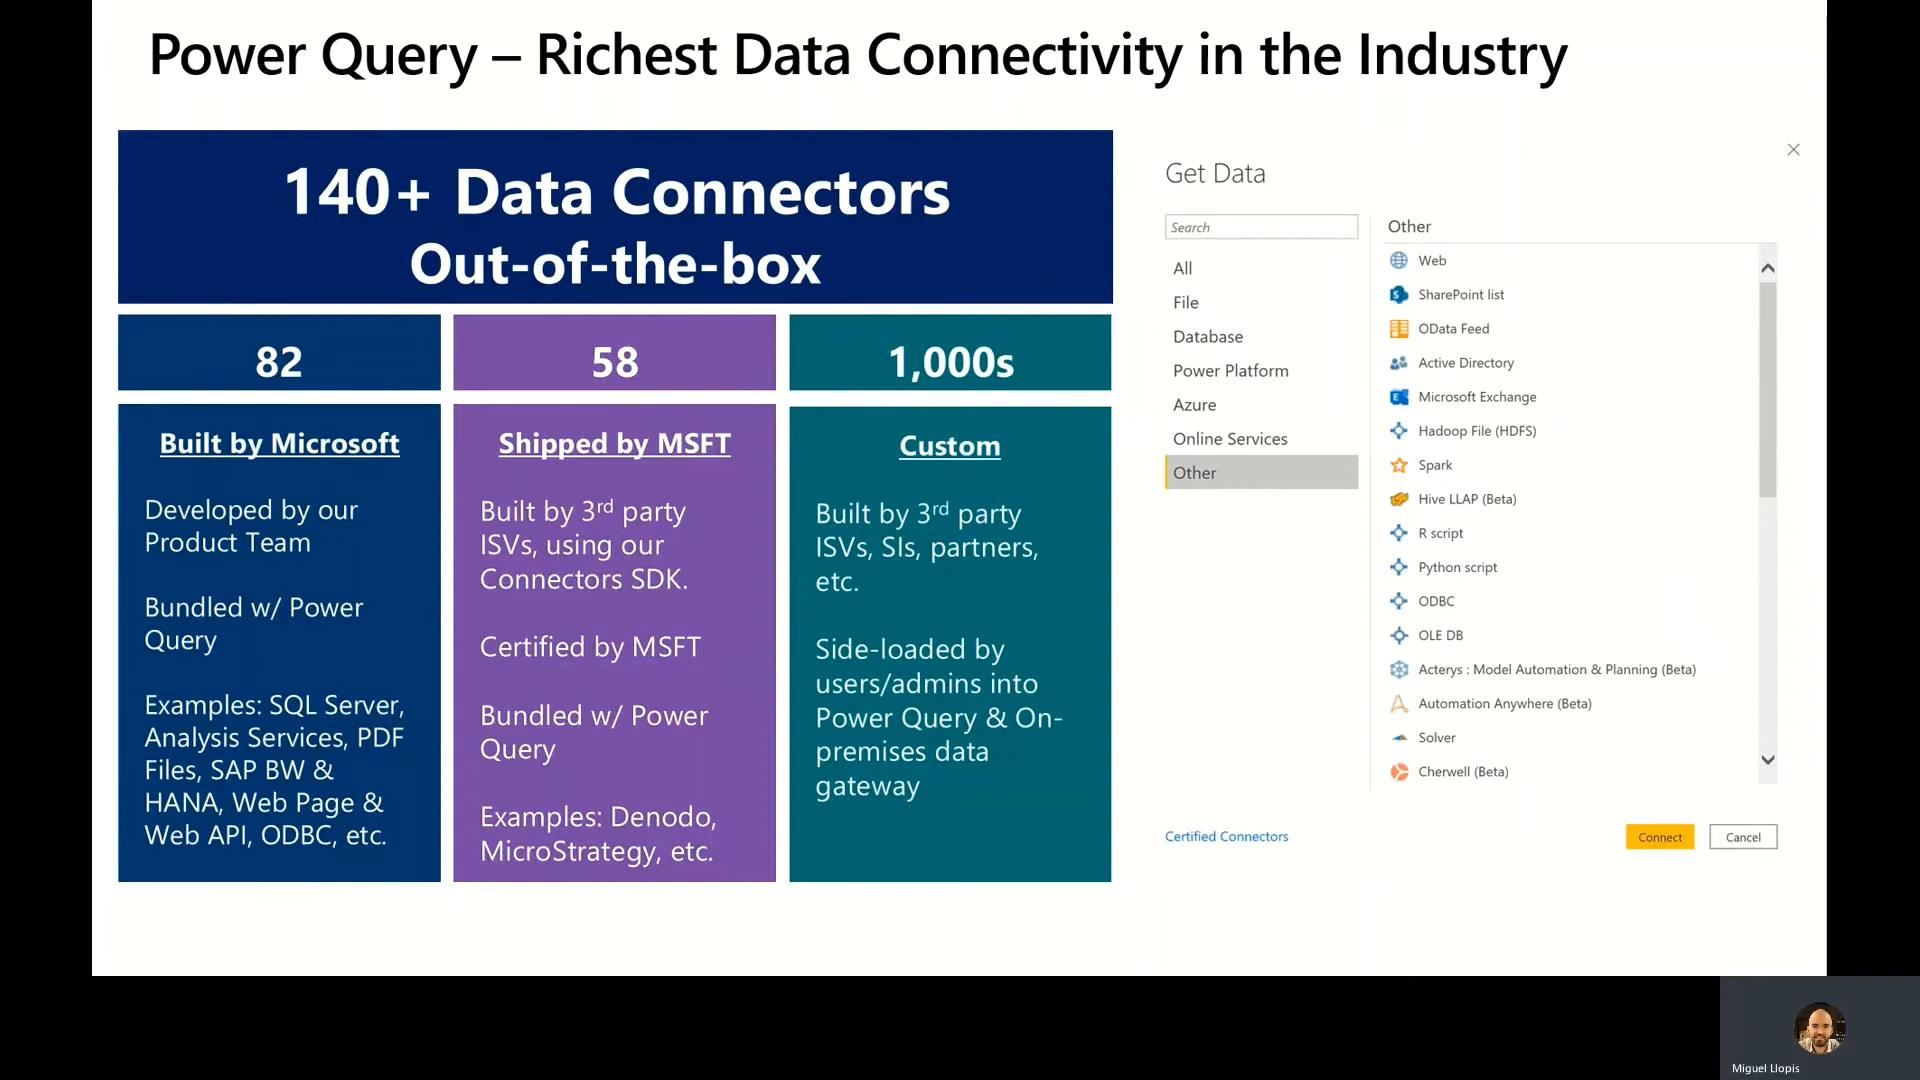 Power Query – Richest Data Connectivity in the Industry
140+ Data Connectors
Out-of-the-box
82
Built by Microsoft
Developed by our
Product Team
Bundled w/ Power
Query
Examples: SQL Server,
Analysis Services, PDF
Files, SAP BW &
HANA, Web Page &
Web API, ODBC, etc.
58
Shipped by MSFT
Built by 3rd party
ISVs, using our
Connectors SDK.
Certified by MSFT
Bundled w/ Power
Query
Examples: Denodo,
MicroStrategy, etc.
1,000s
Custom
Built by 3rd party
ISVs, SIs, partners,
etc.
Side-loaded by
users/admins into
Power Query & On-
premises data
gateway
Get Data
Search
All
File
Database
Power Platform
Azure
Online Services
Other
Other
Web
SharePoint list
OData Feed
Active Directory
Microsoft Exchange
Hadoop File (HDFS)
Spark
Hive LLAP (Beta)
R script
Python script
ODBC
OLE DB
Acterys : Model Automation & Planning (Beta)
Automation Anywhere (Beta)
Solver
Cherwell (Beta)
Certified Connectors
Connect
Cancel
Miguel Llopis